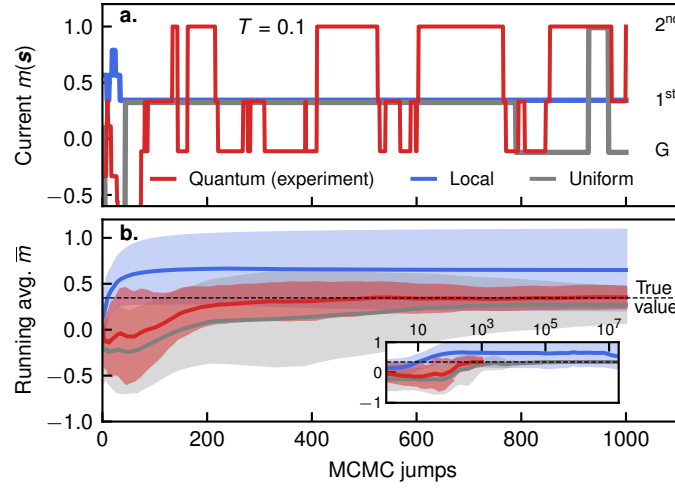 a.
T = 0.1
2nd
1st
G
1.0
0.5
0.0
−0.5
Current m(s)
Quantum (experiment)
Local
Uniform
b.
1.0
0.5
0.0
−0.5
−1.0
Running avg. m̅
True
value
10
10³
10⁵
10⁷
1
0
−1
0
200
400
600
800
1000
MCMC jumps